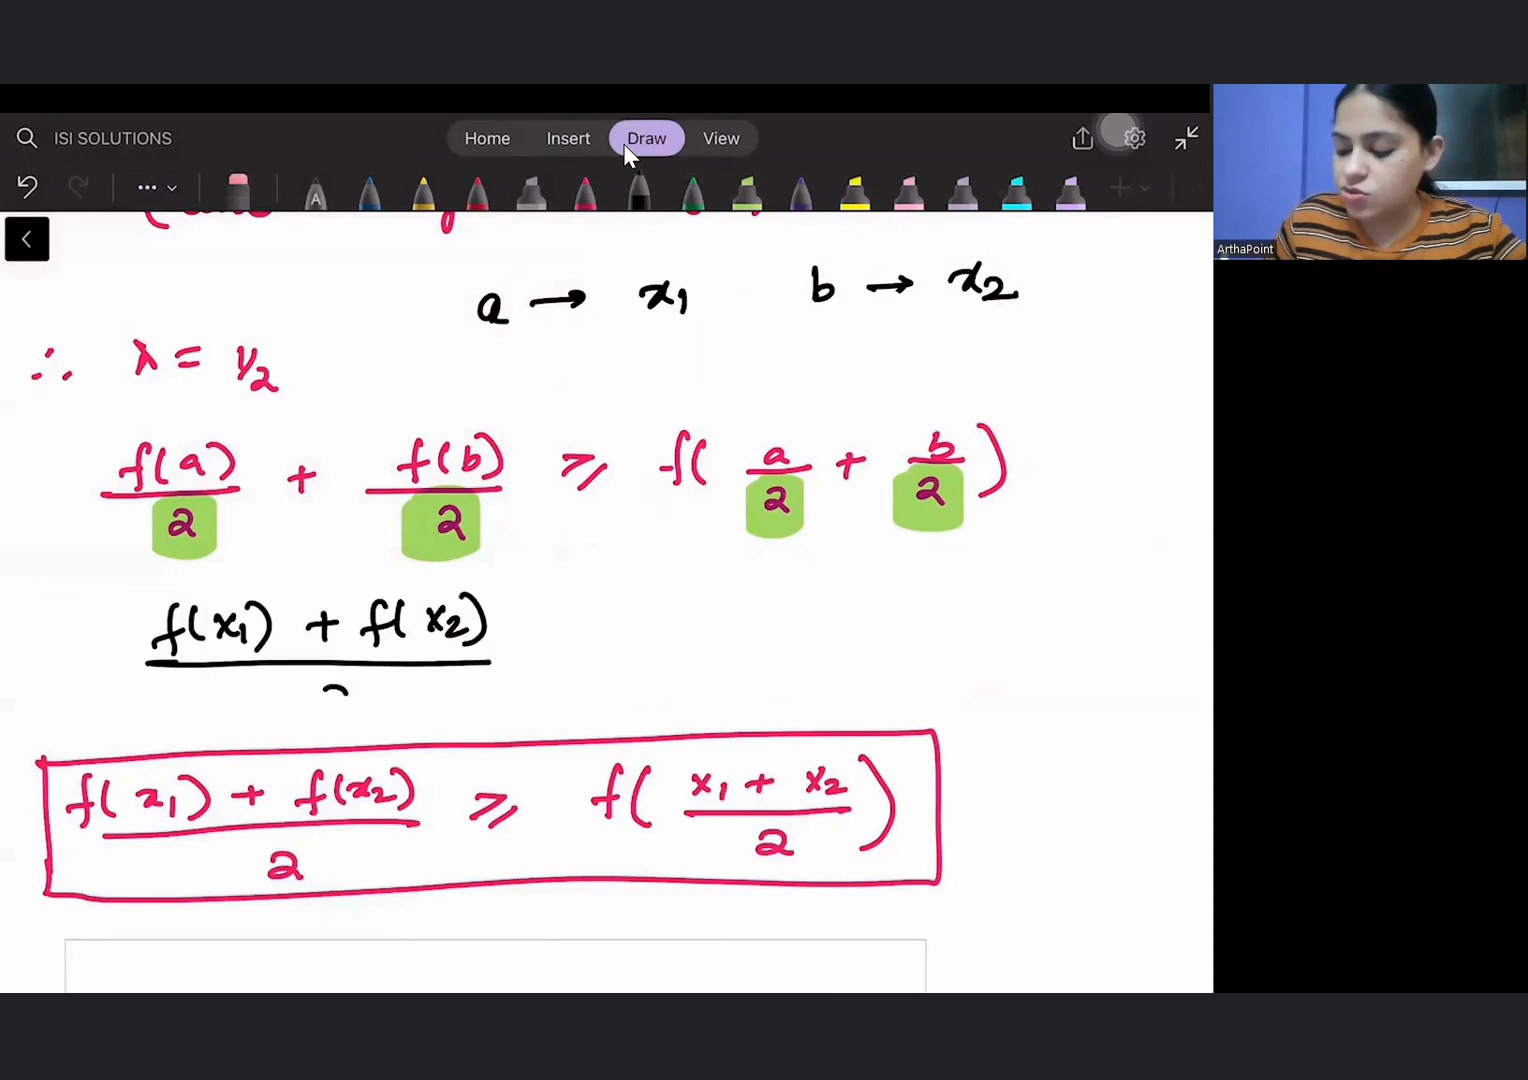 ISI SOLUTIONS
Home Insert Draw View
A
ArthaPoint
a → x₁ b → x₂
∴ λ = 1/2
f(a)/2 + f(b)/2 ⩾ f( a/2 + b/2 )
f(x₁) + f(x₂)
f(x₁) + f(x₂)/2 ⩾ f( x₁ + x₂/2 )